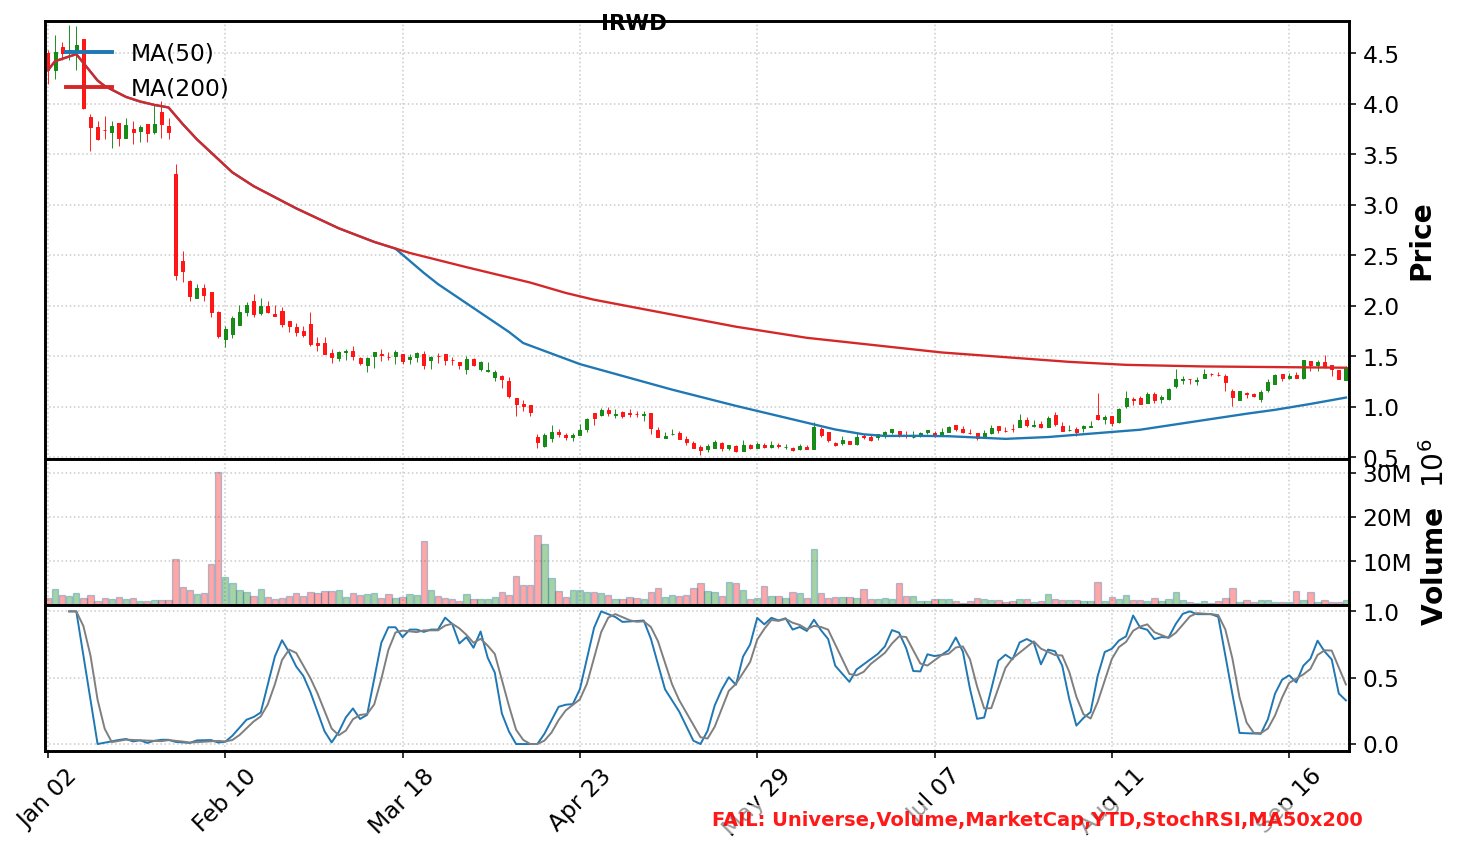 IRWD
MA(50)
MA(200)
4.5
4.0
3.5
3.0
2.5
2.0
1.5
1.0
0.5
Price
30M
20M
10M
Volume 10^6
1.0
0.5
0.0
Jan 02
Feb 10
Mar 18
Apr 23
May 29
Jul 07
Aug 11
Sep 16
FAIL: Universe,Volume,MarketCap,YTD,StochRSI,MA50x200